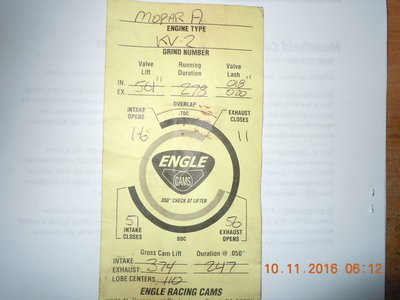 MOPAR A
ENGINE TYPE
KV-2
GRIND NUMBER
Valve Lift Running Duration Valve Lash
IN. .561" 278 .018"
EX. .020
OVERLAP
INTAKE OPENS TDC EXHAUST CLOSES
16 11
ENGLE
CAMS
.050" CHECK AT LIFTER
51 56
INTAKE CLOSES BDC EXHAUST OPENS
Gross Cam Lift Duration @ .050"
INTAKE
EXHAUST 374 247
LOBE CENTERS 110
ENGLE RACING CAMS
10.11.2016 06:12